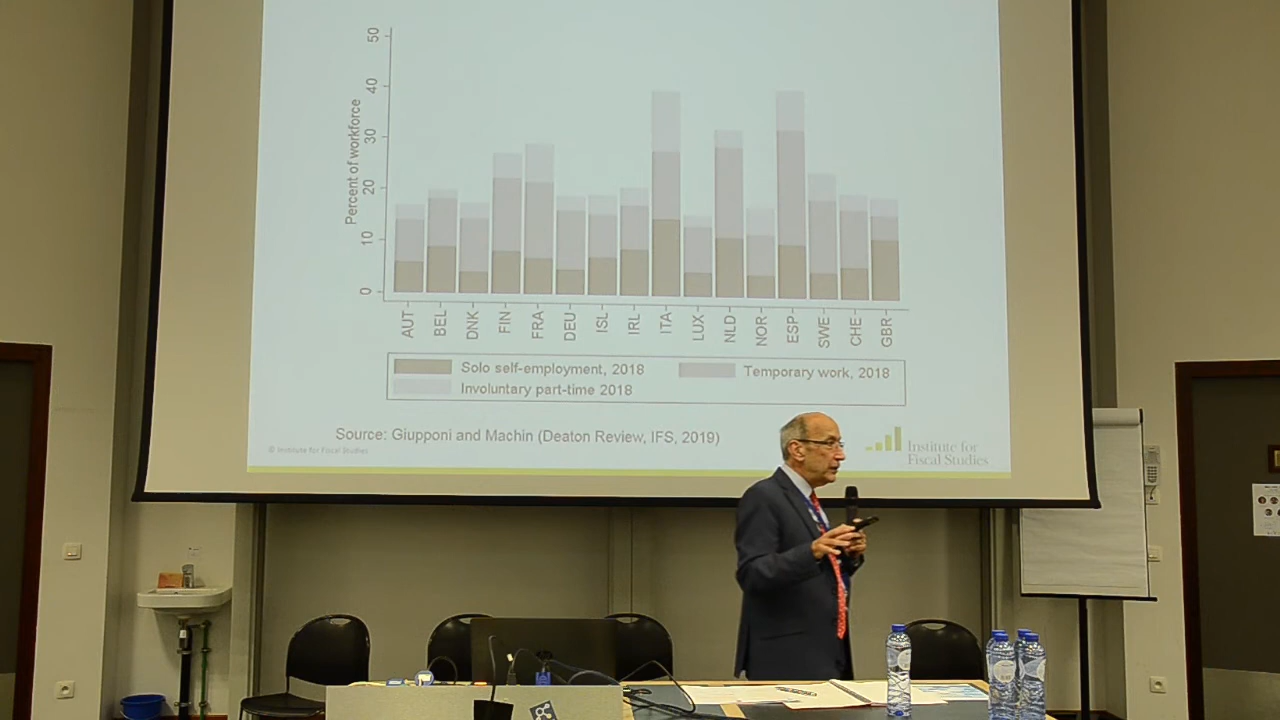 50
40
30
20
10
0
Percent of workforce
AUT BEL DNK FIN FRA DEU ISL IRL ITA LUX NLD NOR ESP SWE CHE GBR
Solo self-employment, 2018 Temporary work, 2018
Involuntary part-time 2018
Source: Giupponi and Machin (Deaton Review, IFS, 2019)
© Institute for Fiscal Studies
Institute for
Fiscal Studies